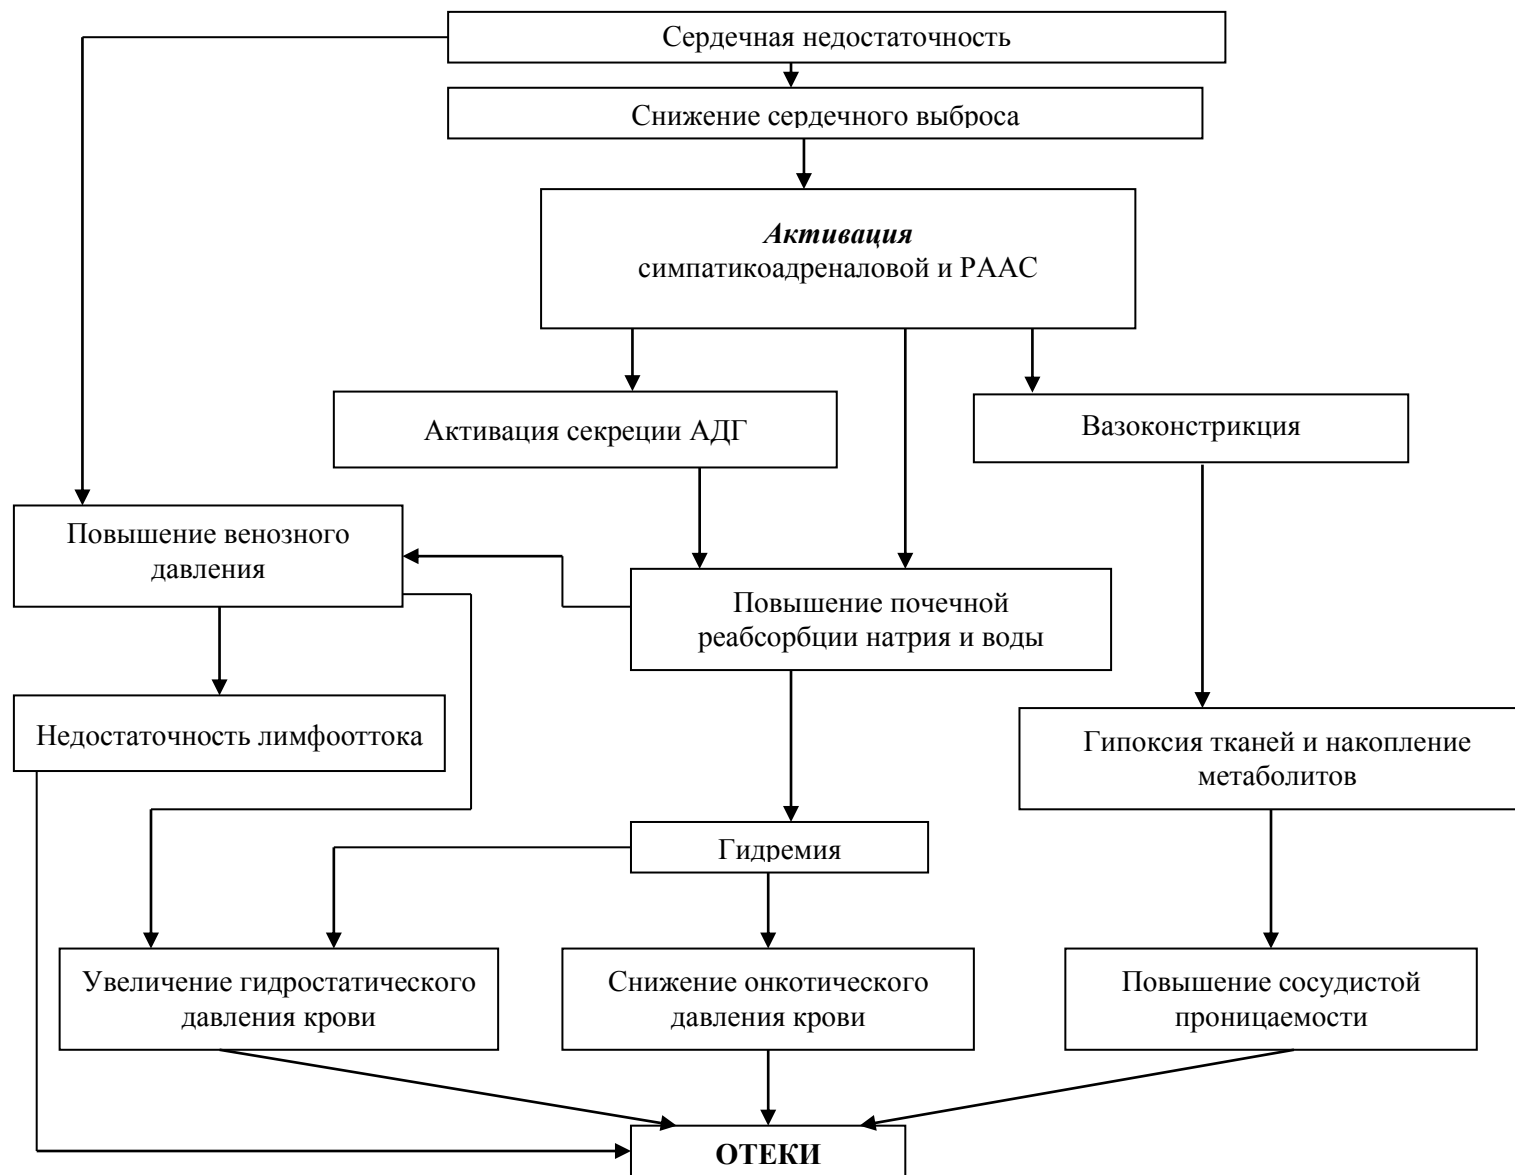 Сердечная недостаточность
Снижение сердечного выброса
Активация
симпатикоадреналовой и РААС
Активация секреции АДГ
Вазоконстрикция
Повышение венозного
давления
Повышение почечной
реабсорбции натрия и воды
Недостаточность лимфооттока
Гипоксия тканей и накопление
метаболитов
Гидремия
Увеличение гидростатического
давления крови
Снижение онкотического
давления крови
Повышение сосудистой
проницаемости
ОТЕКИ